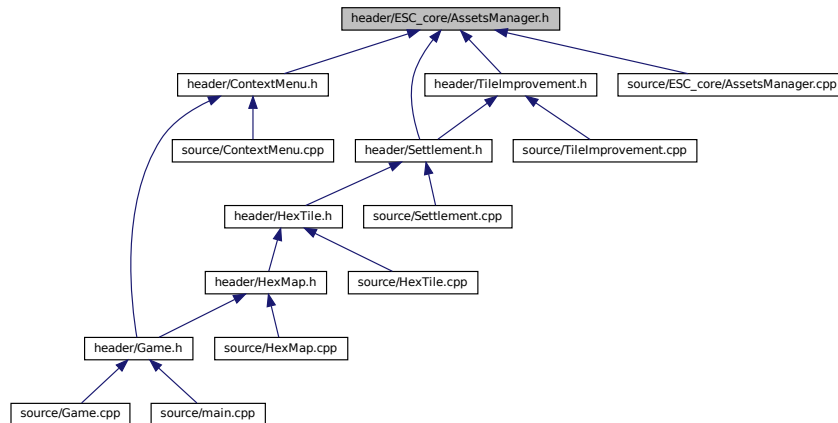 header/ESC_core/AssetsManager.h
header/ContextMenu.h
header/TileImprovement.h
source/ESC_core/AssetsManager.cpp
source/ContextMenu.cpp
header/Settlement.h
source/TileImprovement.cpp
header/HexTile.h
source/Settlement.cpp
header/HexMap.h
source/HexTile.cpp
header/Game.h
source/HexMap.cpp
source/Game.cpp
source/main.cpp